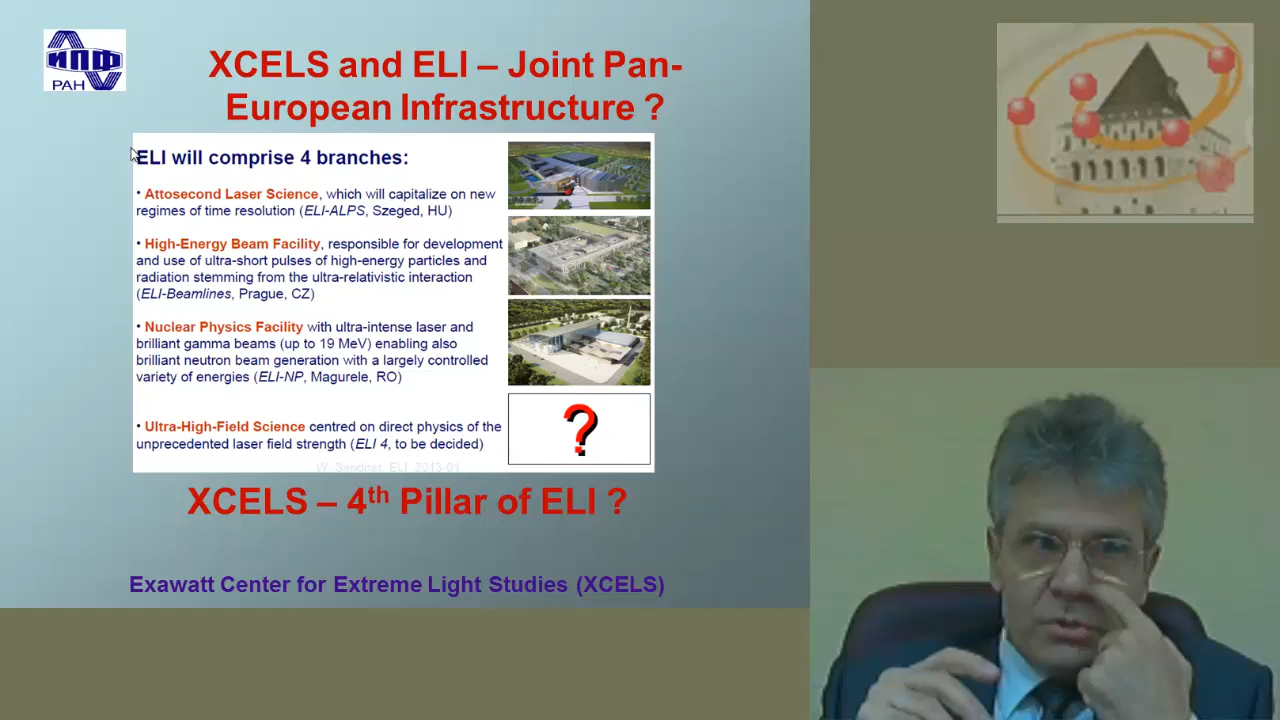 ИПФ
РАН
XCELS and ELI – Joint Pan-
European Infrastructure ?
ELI will comprise 4 branches:
• Attosecond Laser Science, which will capitalize on new
regimes of time resolution (ELI-ALPS, Szeged, HU)
• High-Energy Beam Facility, responsible for development
and use of ultra-short pulses of high-energy particles and
radiation stemming from the ultra-relativistic interaction
(ELI-Beamlines, Prague, CZ)
• Nuclear Physics Facility with ultra-intense laser and
brilliant gamma beams (up to 19 MeV) enabling also
brilliant neutron beam generation with a largely controlled
variety of energies (ELI-NP, Magurele, RO)
• Ultra-High-Field Science centred on direct physics of the
unprecedented laser field strength (ELI 4, to be decided)
?
XCELS – 4th Pillar of ELI ?
Exawatt Center for Extreme Light Studies (XCELS)